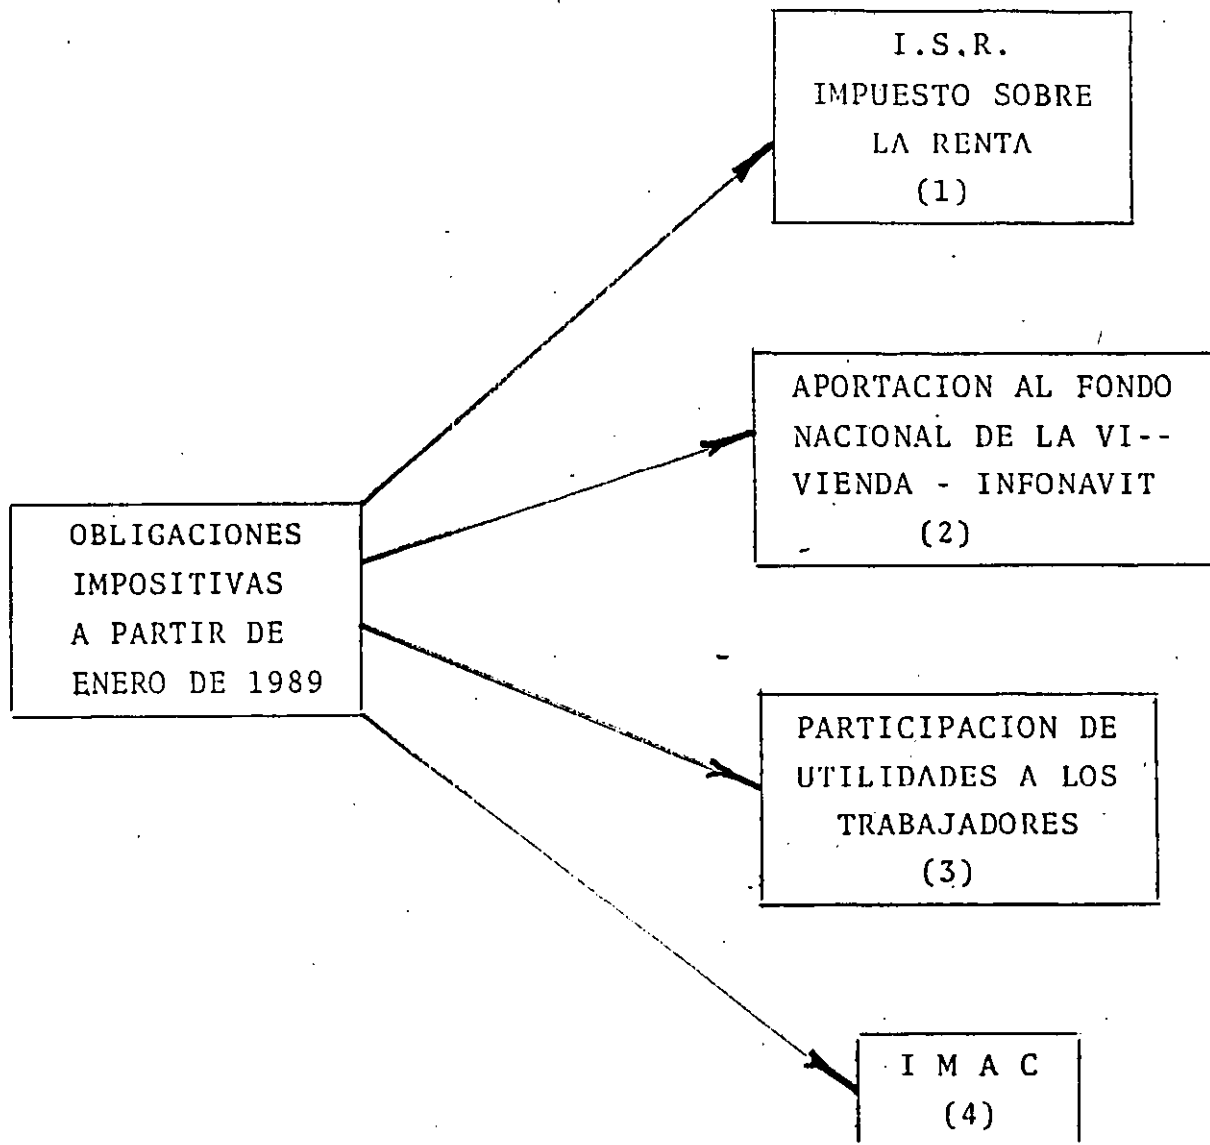 I.S.R.
IMPUESTO SOBRE
LA RENTA
(1)
APORTACION AL FONDO
NACIONAL DE LA VI--
VIENDA - INFONAVIT
(2)
OBLIGACIONES
IMPOSITIVAS
A PARTIR DE
ENERO DE 1989
PARTICIPACION DE
UTILIDADES A LOS
TRABAJADORES
(3)
I M A C
(4)